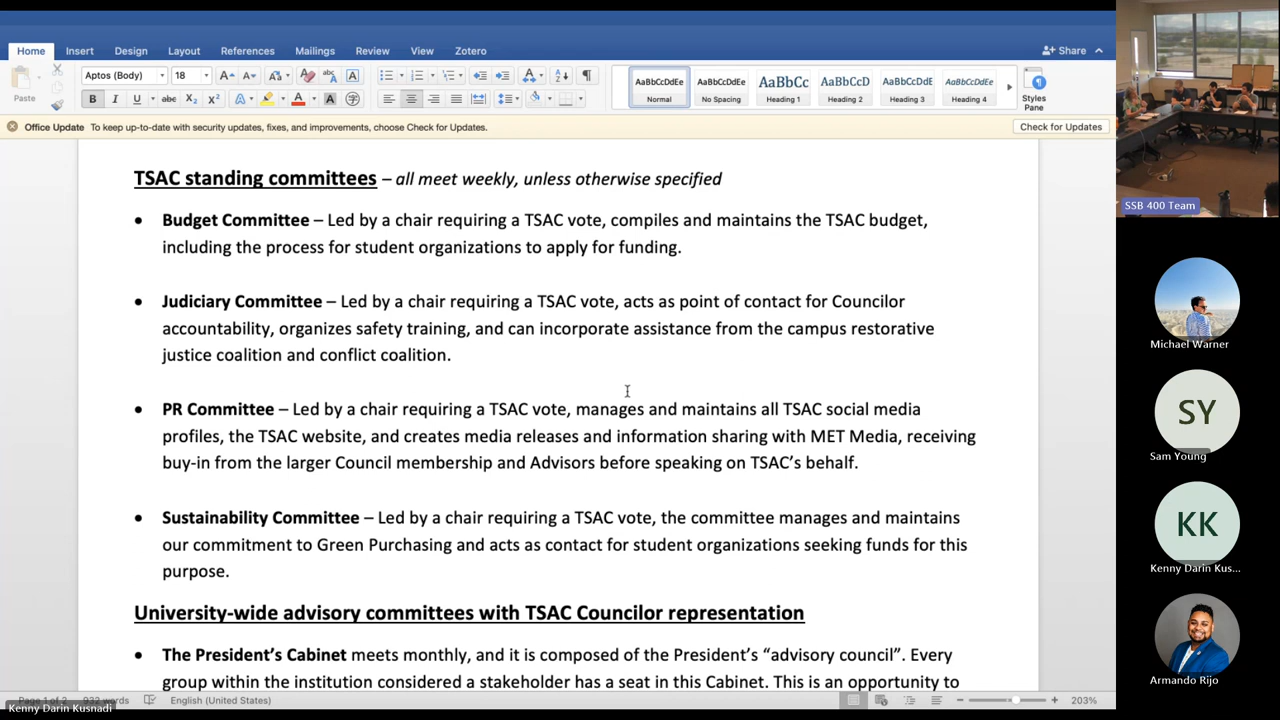 Home Insert Design Layout References Mailings Review View Zotero Share
Aptos (Body) 18 AaBbCcDdEe AaBbCcDdEe AaBbCc AaBbCcD AaBbCcDdE AaBbCcDdEe
Paste Normal No Spacing Heading 1 Heading 2 Heading 3 Heading 4 Styles Pane
Office Update To keep up-to-date with security updates, fixes, and improvements, choose Check for Updates. Check for Updates
TSAC standing committees – all meet weekly, unless otherwise specified
• Budget Committee – Led by a chair requiring a TSAC vote, compiles and maintains the TSAC budget,
including the process for student organizations to apply for funding.
• Judiciary Committee – Led by a chair requiring a TSAC vote, acts as point of contact for Councilor
accountability, organizes safety training, and can incorporate assistance from the campus restorative
justice coalition and conflict coalition.
• PR Committee – Led by a chair requiring a TSAC vote, manages and maintains all TSAC social media
profiles, the TSAC website, and creates media releases and information sharing with MET Media, receiving
buy-in from the larger Council membership and Advisors before speaking on TSAC's behalf.
• Sustainability Committee – Led by a chair requiring a TSAC vote, the committee manages and maintains
our commitment to Green Purchasing and acts as contact for student organizations seeking funds for this
purpose.
University-wide advisory committees with TSAC Councilor representation
• The President's Cabinet meets monthly, and it is composed of the President's “advisory council”. Every
group within the institution considered a stakeholder has a seat in this Cabinet. This is an opportunity to
Page 1 of 2 932 words English (United States) 203%
Kenny Darin Kusnadi
SSB 400 Team
Michael Warner
SY
Sam Young
KK
Kenny Darin Kus...
Armando Rijo